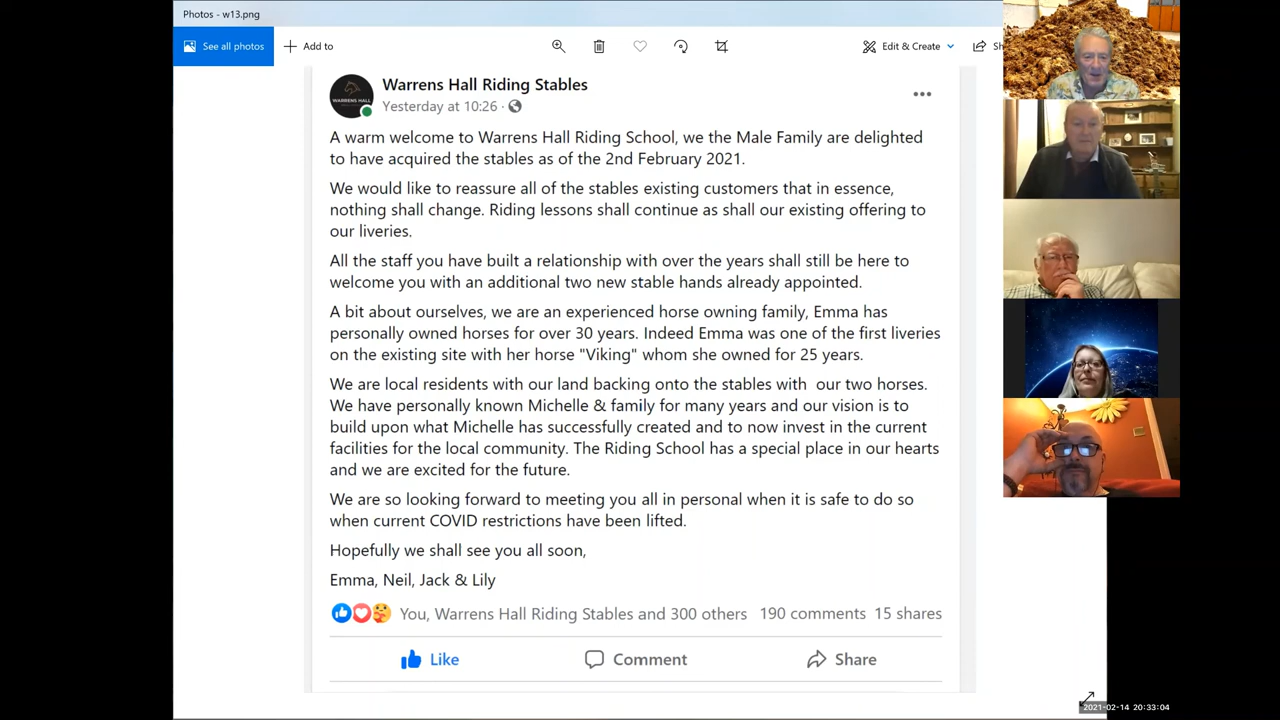 Photos - w13.png
See all photos
Add to
Edit & Create
Sh
WARRENS HALL
Warrens Hall Riding Stables
Yesterday at 10:26 ·
A warm welcome to Warrens Hall Riding School, we the Male Family are delighted
to have acquired the stables as of the 2nd February 2021.
We would like to reassure all of the stables existing customers that in essence,
nothing shall change. Riding lessons shall continue as shall our existing offering to
our liveries.
All the staff you have built a relationship with over the years shall still be here to
welcome you with an additional two new stable hands already appointed.
A bit about ourselves, we are an experienced horse owning family, Emma has
personally owned horses for over 30 years. Indeed Emma was one of the first liveries
on the existing site with her horse "Viking" whom she owned for 25 years.
We are local residents with our land backing onto the stables with our two horses.
We have personally known Michelle & family for many years and our vision is to
build upon what Michelle has successfully created and to now invest in the current
facilities for the local community. The Riding School has a special place in our hearts
and we are excited for the future.
We are so looking forward to meeting you all in personal when it is safe to do so
when current COVID restrictions have been lifted.
Hopefully we shall see you all soon,
Emma, Neil, Jack & Lily
You, Warrens Hall Riding Stables and 300 others 190 comments 15 shares
Like
Comment
Share
2021-02-14 20:33:04